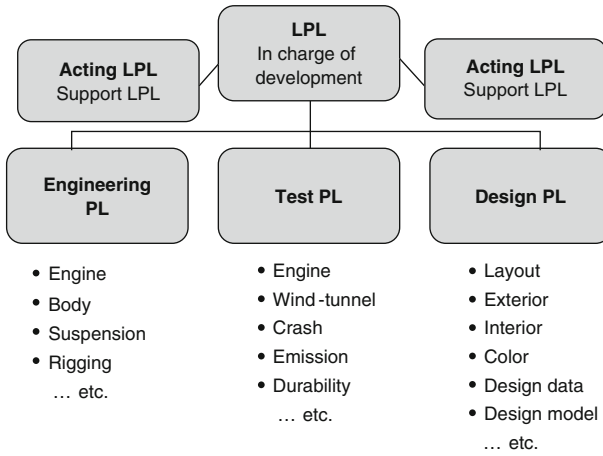 LPL
In charge of
development
Acting LPL
Support LPL
Acting LPL
Support LPL
Engineering
PL
Test PL
Design PL
• Engine
• Body
• Suspension
• Rigging
... etc.
• Engine
• Wind-tunnel
• Crash
• Emission
• Durability
... etc.
• Layout
• Exterior
• Interior
• Color
• Design data
• Design model
... etc.